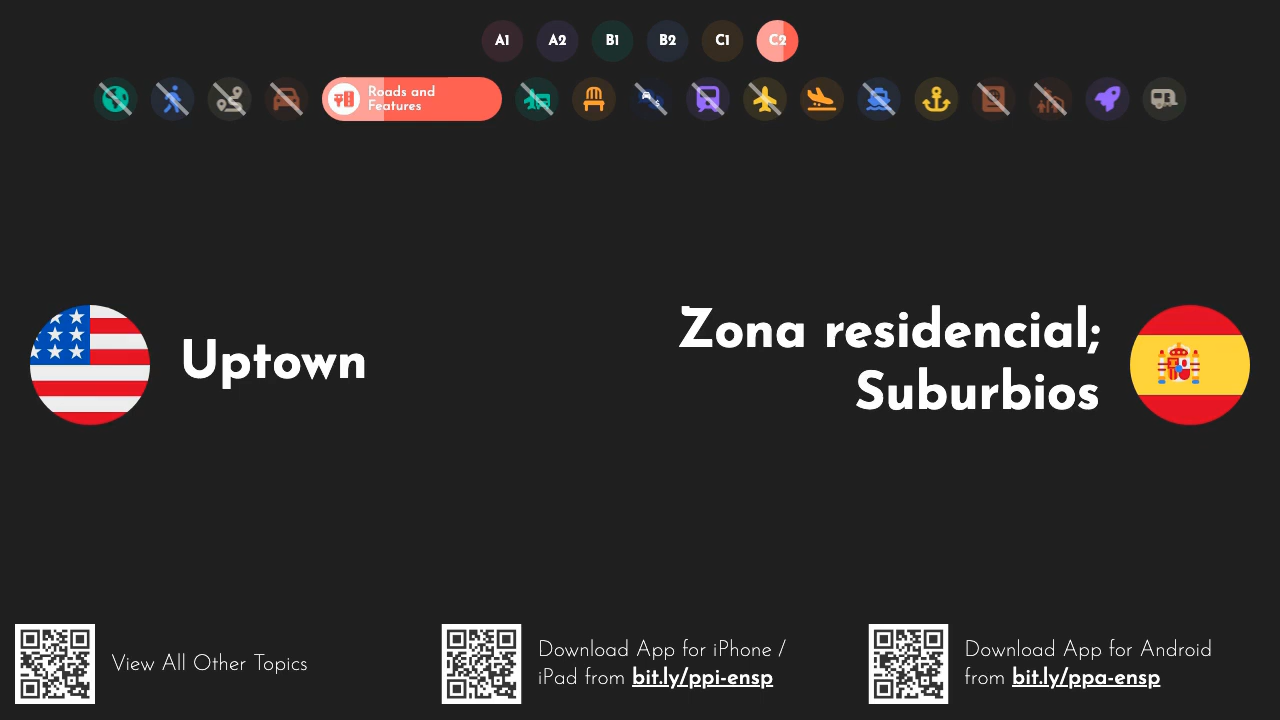 A1 A2 B1 B2 C1 C2
Roads and
Features
Uptown
Zona residencial;
Suburbios
View All Other Topics
Download App for iPhone /
iPad from bit.ly/ppi-ensp
Download App for Android
from bit.ly/ppa-ensp